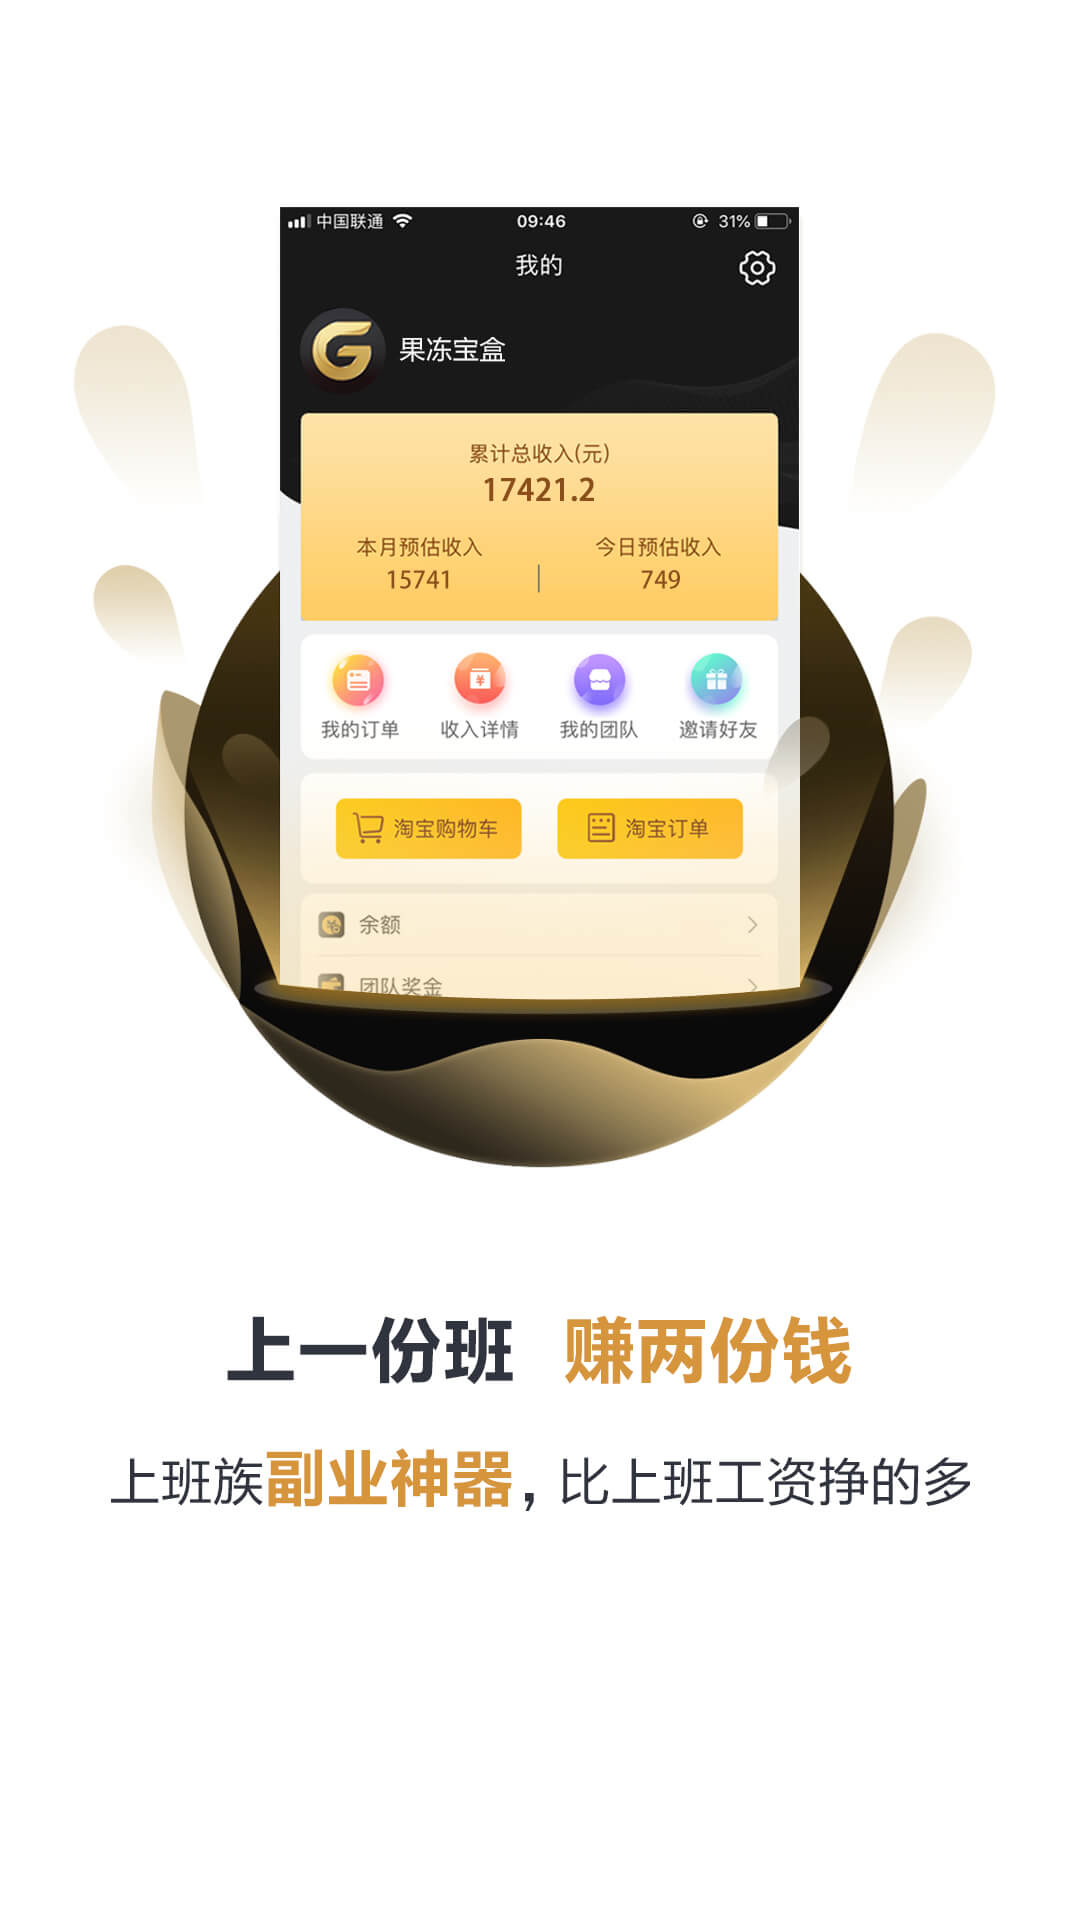 中国联通 09:46 31%
我的
果冻宝盒
累计总收入(元)
17421.2
本月预估收入 今日预估收入
15741 749
我的订单 收入详情 我的团队 邀请好友
淘宝购物车 淘宝订单
余额
团队奖金
上一份班 赚两份钱
上班族副业神器，比上班工资挣的多